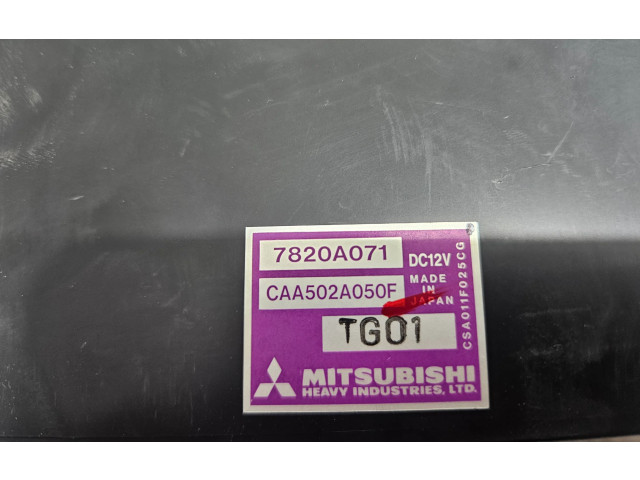 7820A071
DC12V
CAA502A050F
MADE
IN
JAPAN
TG01
MITSUBISHI
HEAVY INDUSTRIES, LTD.
CSA011F025CG